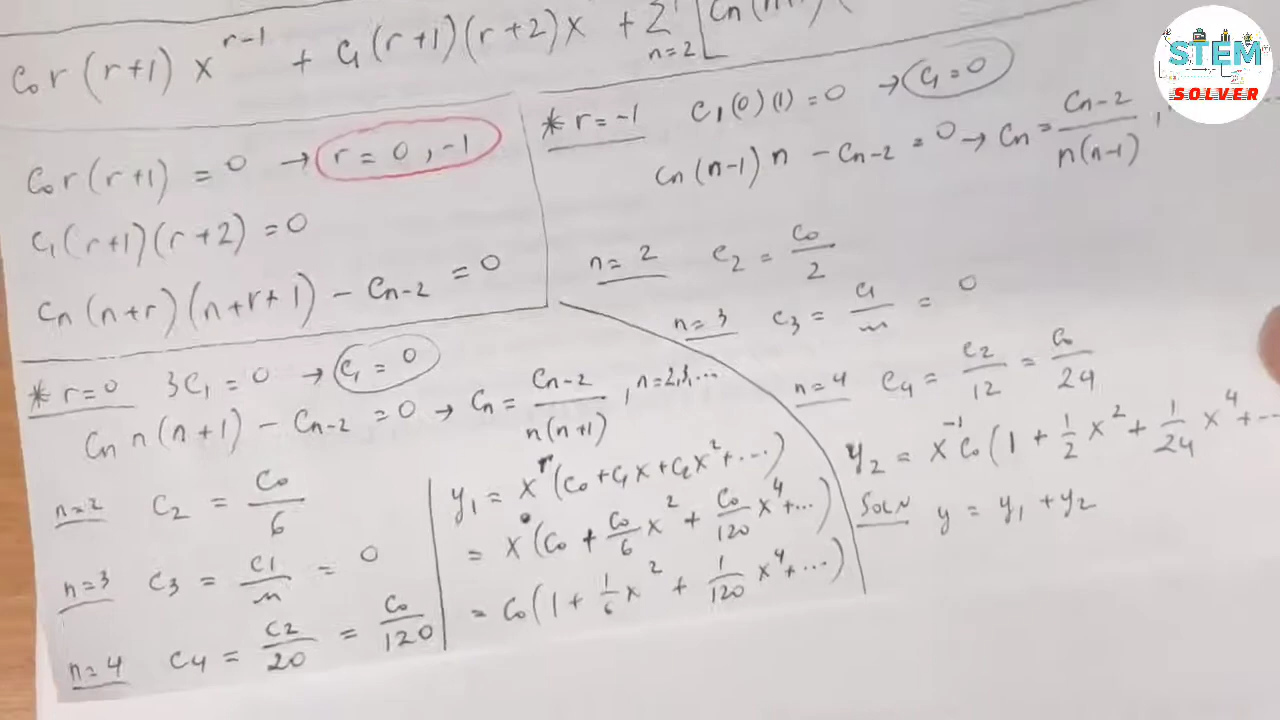 C₀r(r+1)x^{r-1} + C₁(r+1)(r+2)x + Σ_{n=2} [Cn(
STEM
SOLVER
C₀r(r+1) = 0 → r = 0, -1
C₁(r+1)(r+2) = 0
Cn(n+r)(n+r+1) - Cn-2 = 0
* r = -1 C₁(0)(1) = 0 → C₁ = 0
Cn(n-1)n - Cn-2 = 0 → Cn = Cn-2 / n(n-1) ,
n=2 C₂ = C₀/2
n=3 C₃ = C₁/m = 0
n=4 C₄ = C₂/12 = C₀/24
y₂ = x^{-1} C₀(1 + 1/2 x² + 1/24 x⁴ + ...
SOLN y = y₁ + y₂
* r=0 3C₁ = 0 → C₁ = 0
Cn n(n+1) - Cn-2 = 0 → Cn = Cn-2 / n(n+1) , n=2,3,...
n=2 C₂ = C₀/6
n=3 C₃ = C₁/m = 0
n=4 C₄ = C₂/20 = C₀/120
y₁ = x^r (C₀ + C₁x + C₂x² + ...)
= x⁰ (C₀ + C₀/6 x² + C₀/120 x⁴ + ...)
= C₀(1 + 1/6 x² + 1/120 x⁴ + ...)